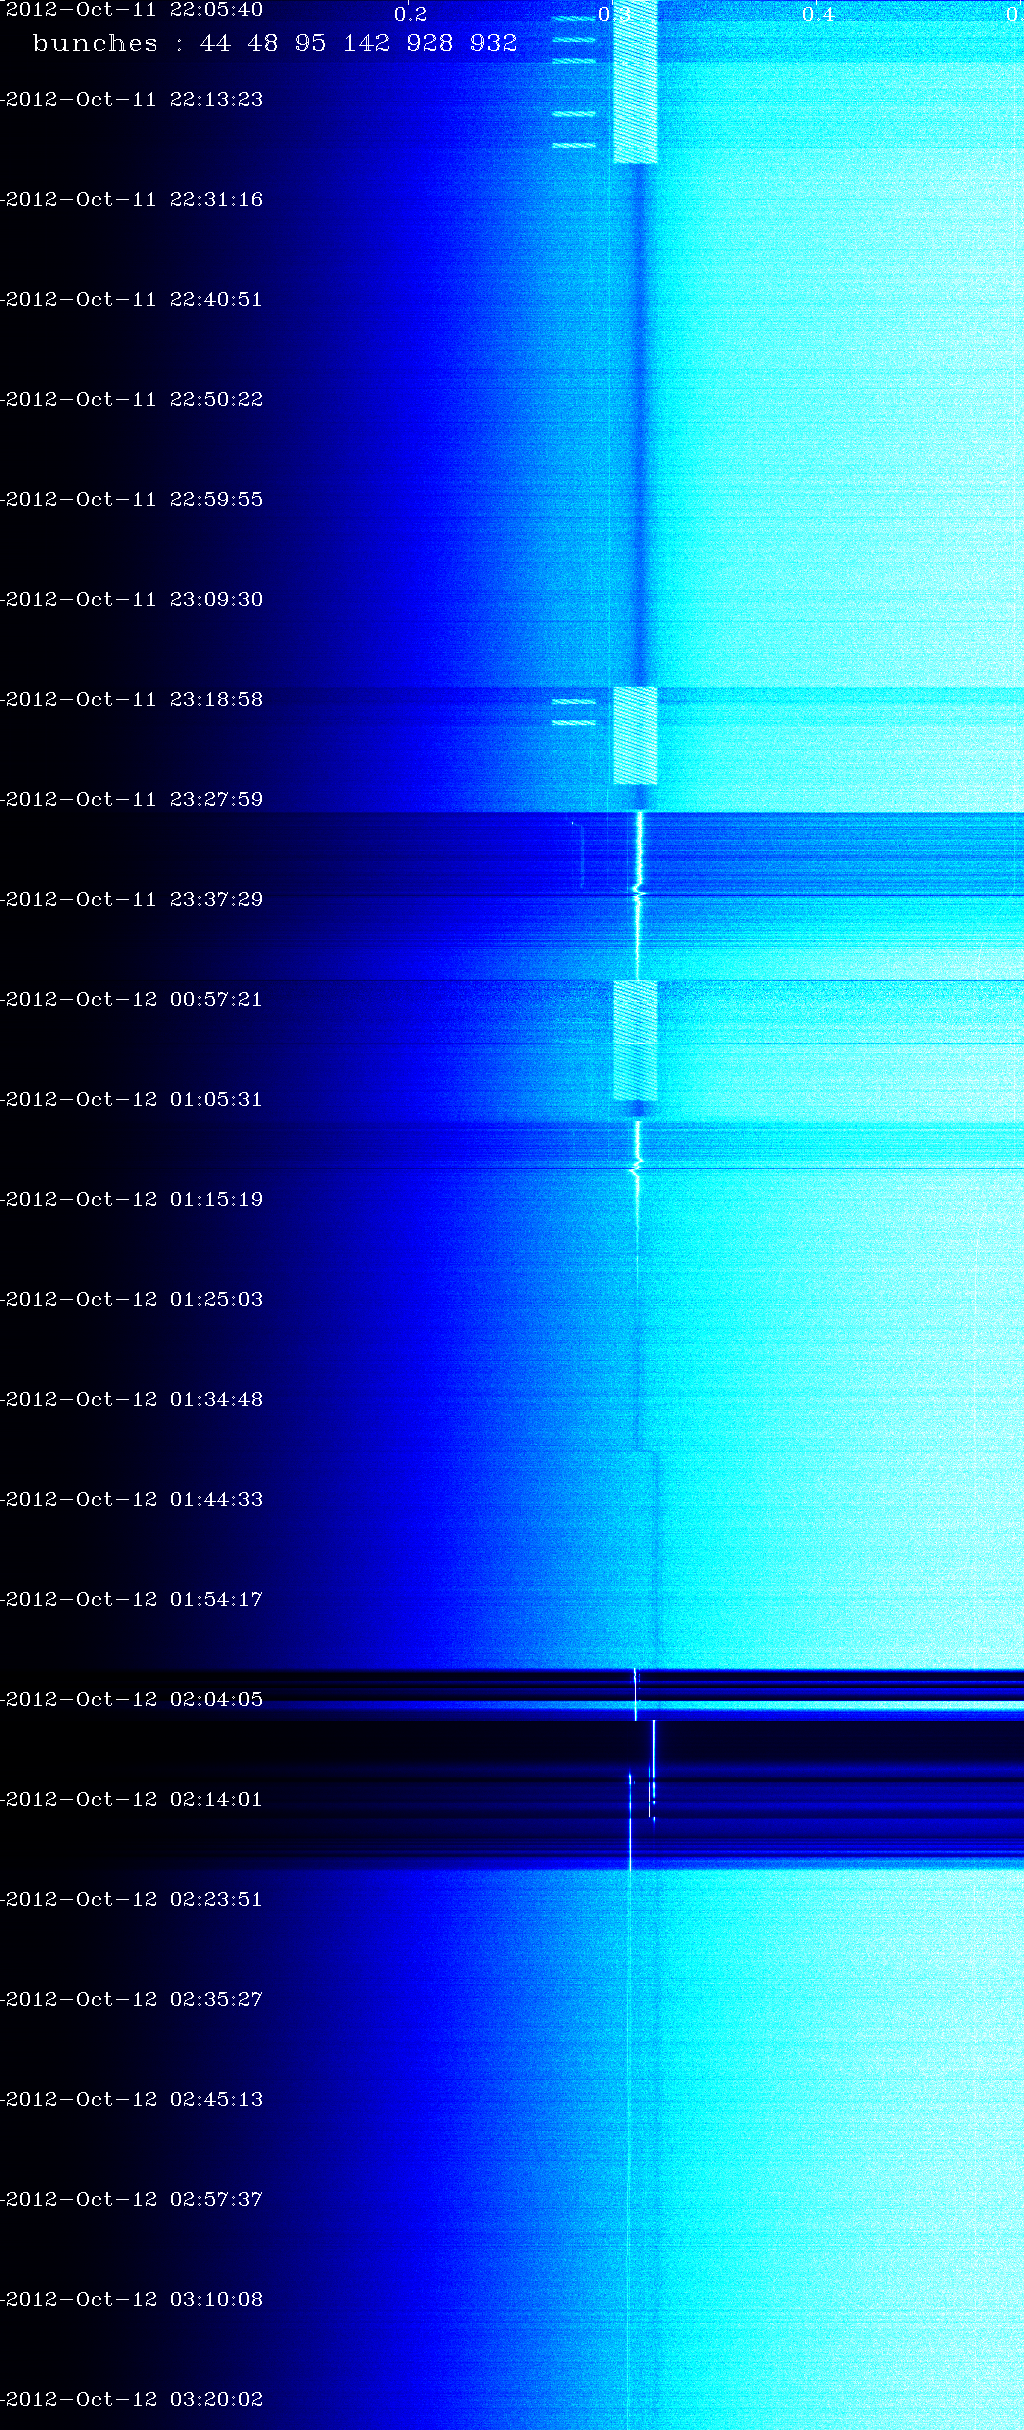 -2012-Oct-11 22:05:40 0.2 0.3 0.4 0
bunches : 44 48 95 142 928 932
-2012-Oct-11 22:13:23
-2012-Oct-11 22:31:16
-2012-Oct-11 22:40:51
-2012-Oct-11 22:50:22
-2012-Oct-11 22:59:55
-2012-Oct-11 23:09:30
-2012-Oct-11 23:18:58
-2012-Oct-11 23:27:59
-2012-Oct-11 23:37:29
-2012-Oct-12 00:57:21
-2012-Oct-12 01:05:31
-2012-Oct-12 01:15:19
-2012-Oct-12 01:25:03
-2012-Oct-12 01:34:48
-2012-Oct-12 01:44:33
-2012-Oct-12 01:54:17
-2012-Oct-12 02:04:05
-2012-Oct-12 02:14:01
-2012-Oct-12 02:23:51
-2012-Oct-12 02:35:27
-2012-Oct-12 02:45:13
-2012-Oct-12 02:57:37
-2012-Oct-12 03:10:08
-2012-Oct-12 03:20:02